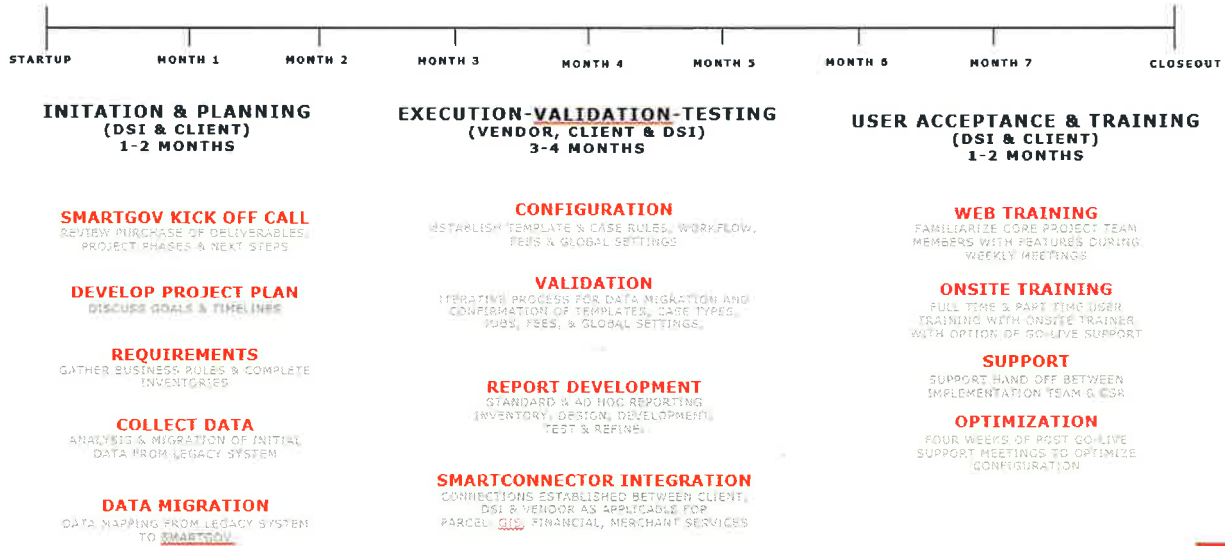 STARTUP MONTH 1 MONTH 2 MONTH 3 MONTH 4 MONTH 5 MONTH 6 MONTH 7 CLOSEOUT
INITATION & PLANNING
(DSI & CLIENT)
1-2 MONTHS
SMARTGOV KICK OFF CALL
REVIEW PURCHASE OF DELIVERABLES,
PROJECT PHASES & NEXT STEPS
DEVELOP PROJECT PLAN
DISCUSS GOALS & TIMELINES
REQUIREMENTS
GATHER BUSINESS RULES & COMPLETE
INVENTORIES
COLLECT DATA
ANALYSIS & MIGRATION OF INITIAL
DATA FROM LEGACY SYSTEM
DATA MIGRATION
DATA MAPPING FROM LEGACY SYSTEM
TO SMARTGOV
EXECUTION-VALIDATION-TESTING
(VENDOR, CLIENT & DSI)
3-4 MONTHS
CONFIGURATION
ESTABLISH TEMPLATE & CASE RULES, WORKFLOW,
FEES & GLOBAL SETTINGS
VALIDATION
ITERATIVE PROCESS FOR DATA MIGRATION AND
CONFIRMATION OF TEMPLATES, CASE TYPES,
JOBS, FEES, & GLOBAL SETTINGS.
REPORT DEVELOPMENT
STANDARD & AD HOC REPORTING
INVENTORY, DESIGN, DEVELOPMENT,
TEST & REFINE
SMARTCONNECTOR INTEGRATION
CONNECTIONS ESTABLISHED BETWEEN CLIENT,
DSI & VENDOR AS APPLICABLE FOR
PARCEL, GIS, FINANCIAL, MERCHANT SERVICES
USER ACCEPTANCE & TRAINING
(DSI & CLIENT)
1-2 MONTHS
WEB TRAINING
FAMILIARIZE CORE PROJECT TEAM
MEMBERS WITH FEATURES DURING
WEEKLY MEETINGS
ONSITE TRAINING
FULL TIME & PART TIME USER
TRAINING WITH ONSITE TRAINER
WITH OPTION OF GO-LIVE SUPPORT
SUPPORT
SUPPORT HAND OFF BETWEEN
IMPLEMENTATION TEAM & CSR
OPTIMIZATION
FOUR WEEKS OF POST GO-LIVE
SUPPORT MEETINGS TO OPTIMIZE
CONFIGURATION